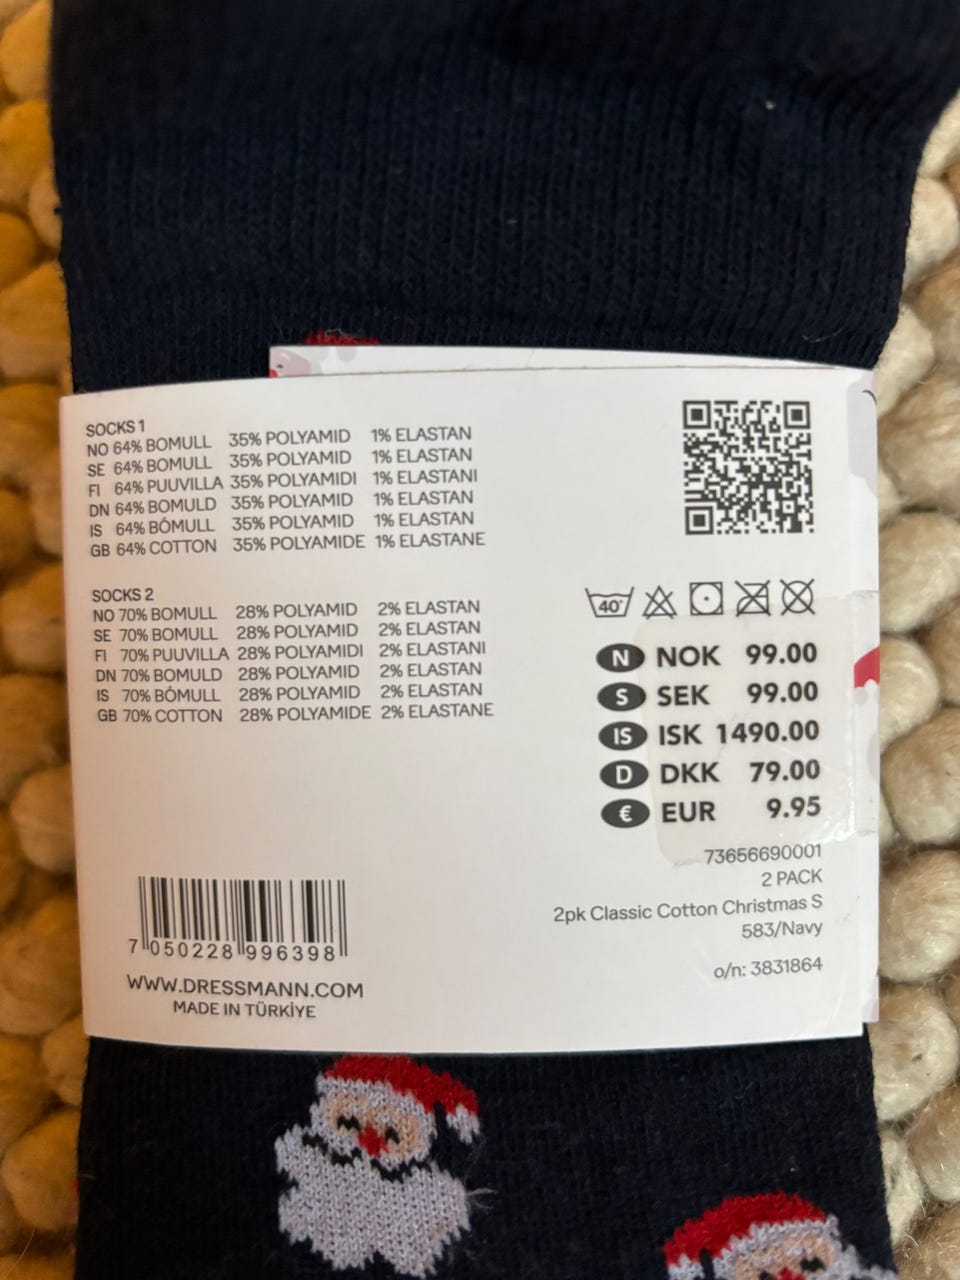 SOCKS 1
NO 64% BOMULL 35% POLYAMID 1% ELASTAN
SE 64% BOMULL 35% POLYAMID 1% ELASTAN
FI 64% PUUVILLA 35% POLYAMIDI 1% ELASTANI
DN 64% BOMULD 35% POLYAMID 1% ELASTAN
IS 64% BÓMULL 35% POLYAMID 1% ELASTAN
GB 64% COTTON 35% POLYAMIDE 1% ELASTANE
SOCKS 2
NO 70% BOMULL 28% POLYAMID 2% ELASTAN
SE 70% BOMULL 28% POLYAMID 2% ELASTAN
FI 70% PUUVILLA 28% POLYAMIDI 2% ELASTANI
DN 70% BOMULD 28% POLYAMID 2% ELASTAN
IS 70% BÓMULL 28% POLYAMID 2% ELASTAN
GB 70% COTTON 28% POLYAMIDE 2% ELASTANE
40°
N NOK 99.00
S SEK 99.00
IS ISK 1490.00
D DKK 79.00
€ EUR 9.95
73656690001
2 PACK
2pk Classic Cotton Christmas S
583/Navy
o/n: 3831864
7 050228 996398
WWW.DRESSMANN.COM
MADE IN TÜRKİYE